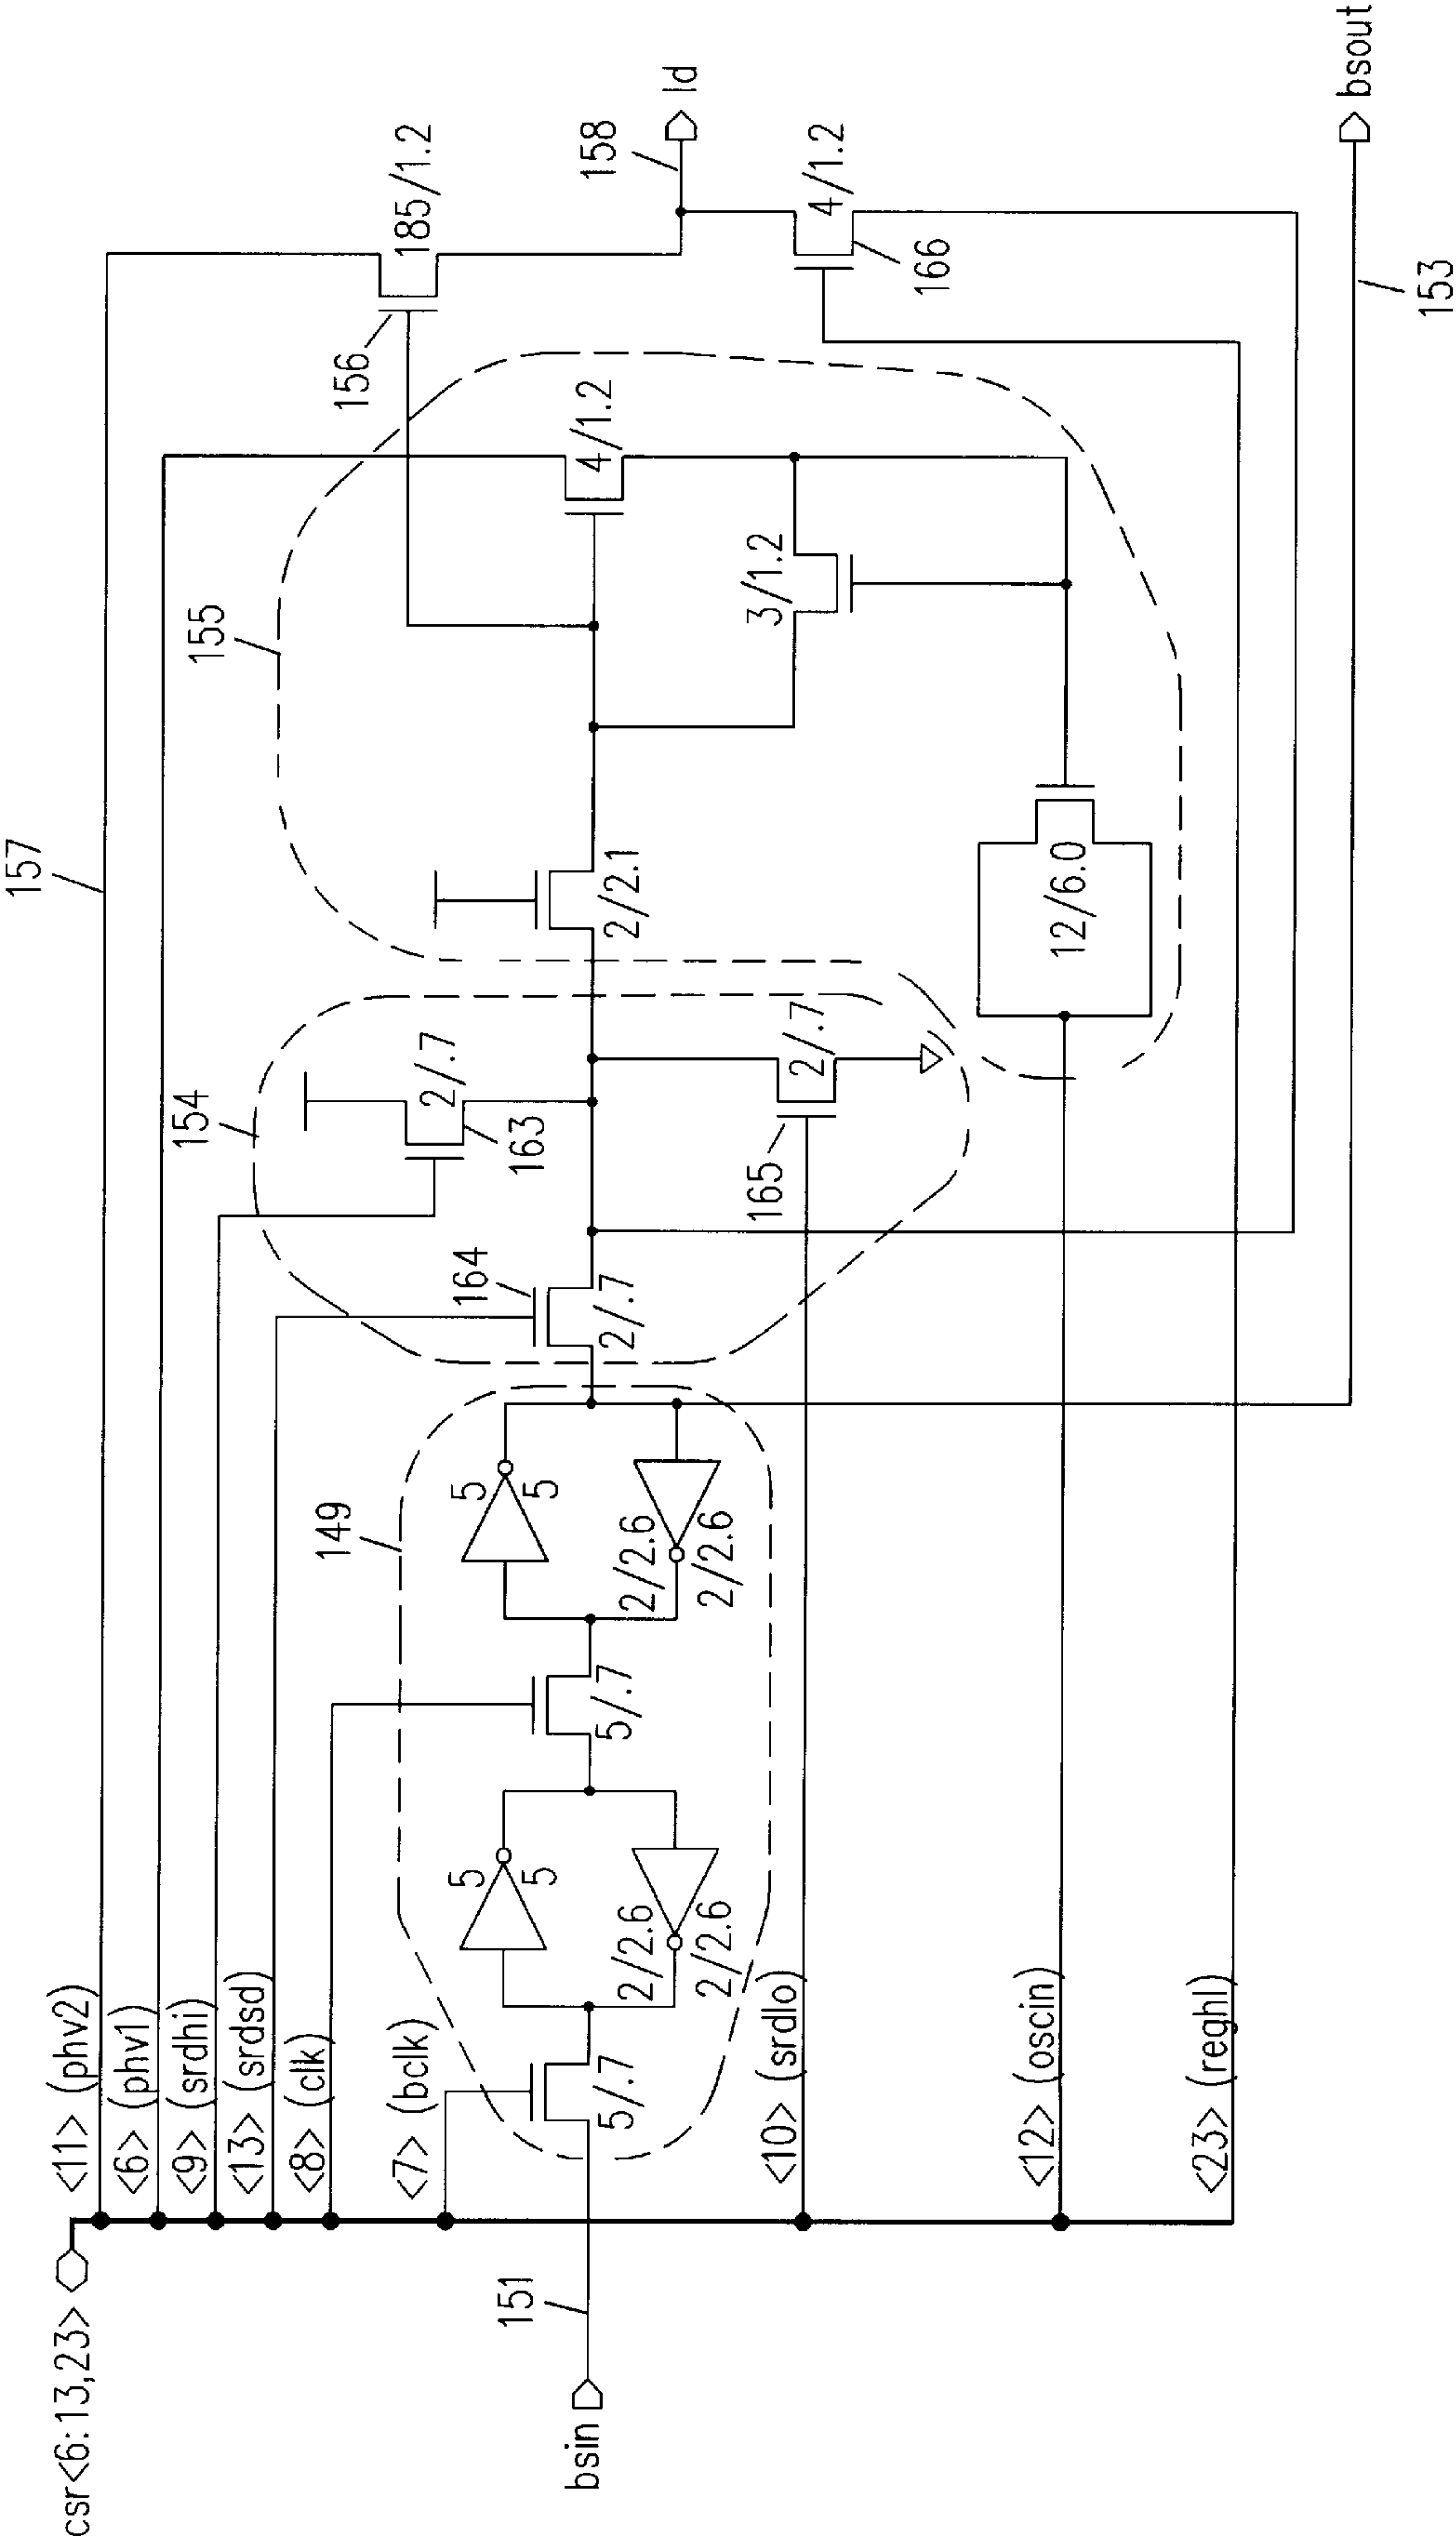 csr<6:13,23>
<11> (phv2)
157
<6> (phv1)
<9> (srdhi)
<13> (srdsd)
<8> (clk)
<7> (bclk)
<10> (srdlo)
<12> (oscin)
<23> (reghl)
bsin
151
5/.7
5
5
2/2.6
2/2.6
149
5/.7
5
5
2/2.6
2/2.6
154
164
2/.7
163
2/.7
165
2/.7
155
2/2.1
3/1.2
4/1.2
12/6.0
156
185/1.2
158
ld
166
4/1.2
153
bsout